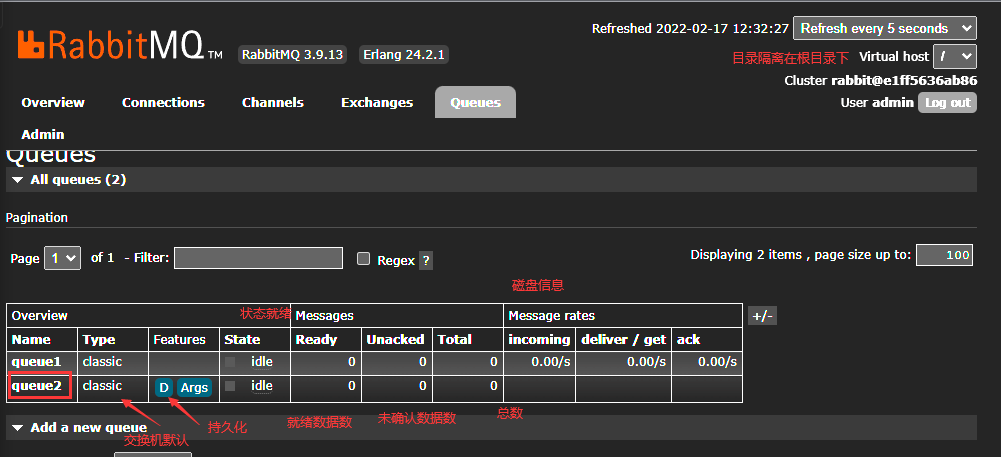 Refreshed 2022-02-17 12:32:27 Refresh every 5 seconds
RabbitMQ TM RabbitMQ 3.9.13 Erlang 24.2.1
目录隔离在根目录下 Virtual host /
Cluster rabbit@e1ff5636ab86
User admin Log out
Overview Connections Channels Exchanges Queues
Admin
Queues
All queues (2)
Pagination
Page 1 of 1 - Filter: Regex ? Displaying 2 items , page size up to: 100
磁盘信息
状态就绪
Overview Messages Message rates +/-
Name Type Features State Ready Unacked Total incoming deliver / get ack
queue1 classic idle 0 0 0 0.00/s 0.00/s 0.00/s
queue2 classic D Args idle 0 0 0
就绪数据数 未确认数据数 总数
持久化
Add a new queue
交换机默认